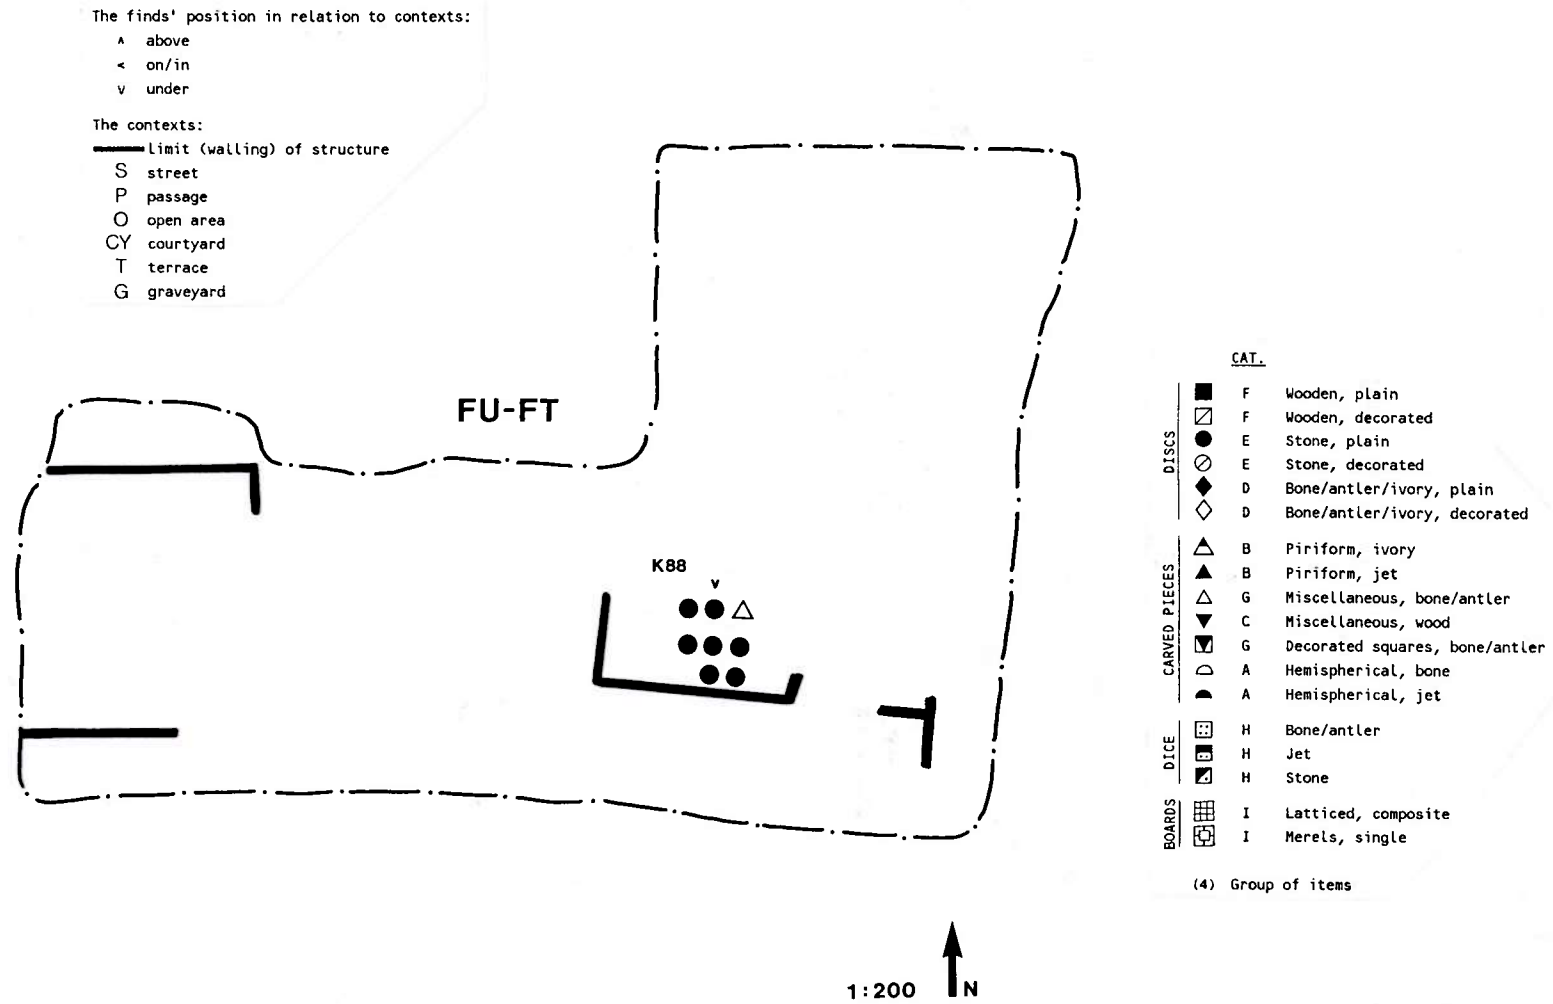 The finds' position in relation to contexts:
ʌ above
< on/in
v under
The contexts:
limit (walling) of structure
S street
P passage
O open area
CY courtyard
T terrace
G graveyard
FU-FT
K88
v
CAT.
DISCS
F Wooden, plain
F Wooden, decorated
E Stone, plain
E Stone, decorated
D Bone/antler/ivory, plain
D Bone/antler/ivory, decorated
CARVED PIECES
B Piriform, ivory
B Piriform, jet
G Miscellaneous, bone/antler
C Miscellaneous, wood
G Decorated squares, bone/antler
A Hemispherical, bone
A Hemispherical, jet
DICE
H Bone/antler
H Jet
H Stone
BOARDS
I Latticed, composite
I Merels, single
(4) Group of items
1:200 N